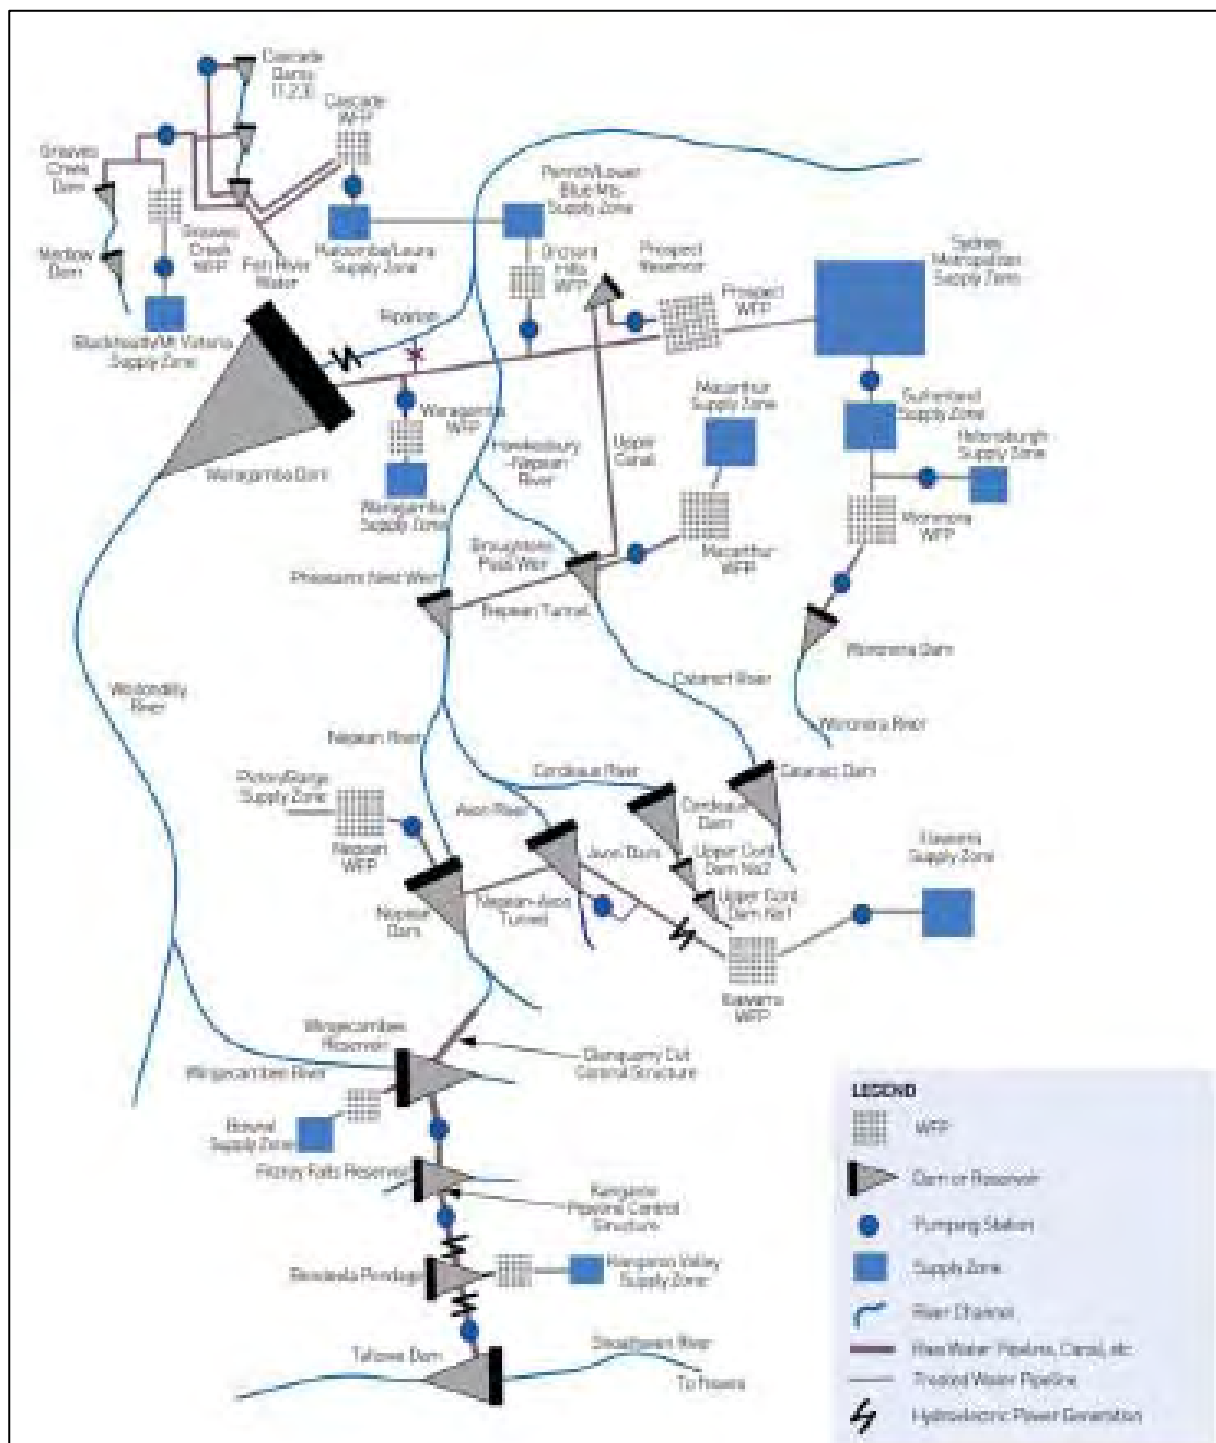 Cascade
Dams
(1,2,3)
Cascade
WFP
Greaves
Creek
Dam
Medlow
Dam
Greaves
Creek
WFP
Fish River
Water
Katoomba/Leura
Supply Zone
Penrith/Lower
Blue Mts.
Supply Zone
Orchard
Hills
WFP
Prospect
Reservoir
Prospect
WFP
Sydney
Metropolitan
Supply Zone
Blackheath/Mt Victoria
Supply Zone
Riparian
Warragamba Dam
Warragamba
WFP
Warragamba
Supply Zone
Hawkesbury
-Nepean
River
Upper
Canal
Macarthur
Supply Zone
Sutherland
Supply Zone
Helensburgh
Supply Zone
Woronora
WFP
Macarthur
WFP
Broughtons
Pass Weir
Pheasants Nest Weir
Nepean Tunnel
Woronora Dam
Woronora River
Cataract River
Wollondilly
River
Nepean River
Cordeaux River
Cataract Dam
Picton/Bargo
Supply Zone
Nepean
WFP
Avon River
Cordeaux
Dam
Avon Dam
Upper Cord
Dam No2
Upper Cord
Dam No1
Illawarra
Supply Zone
Nepean
Dam
Nepean-Avon
Tunnel
Illawarra
WFP
Wingecarribee
Reservoir
Wingecarribee River
Glenquarry Cut
Control Structure
Bowral
Supply Zone
Fitzroy Falls Reservoir
Kangaroo
Pipeline Control
Structure
Bendeela Pondage
Kangaroo Valley
Supply Zone
Tallowa Dam
Shoalhaven River
To Nowra
LEGEND
WFP
Dam or Reservoir
Pumping Station
Supply Zone
River Channel
Raw Water Pipeline, Canal, etc
Treated Water Pipeline
Hydroelectric Power Generation